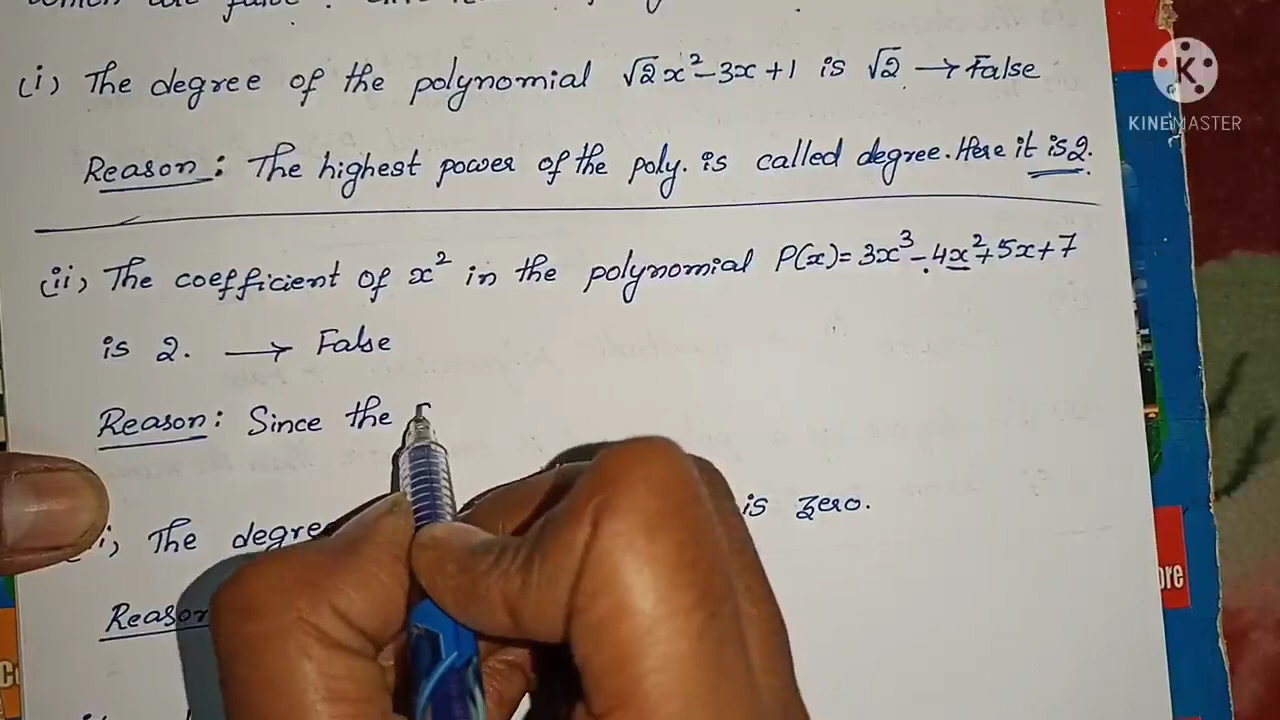 (i) The degree of the polynomial √2x²-3x+1 is √2 → False
Reason: The highest power of the poly. is called degree. Here it is 2.
(ii) The coefficient of x² in the polynomial P(x)=3x³-4x²+5x+7
is 2. → False
Reason: Since the
The degree is zero.
Reason
K
KINEMASTER